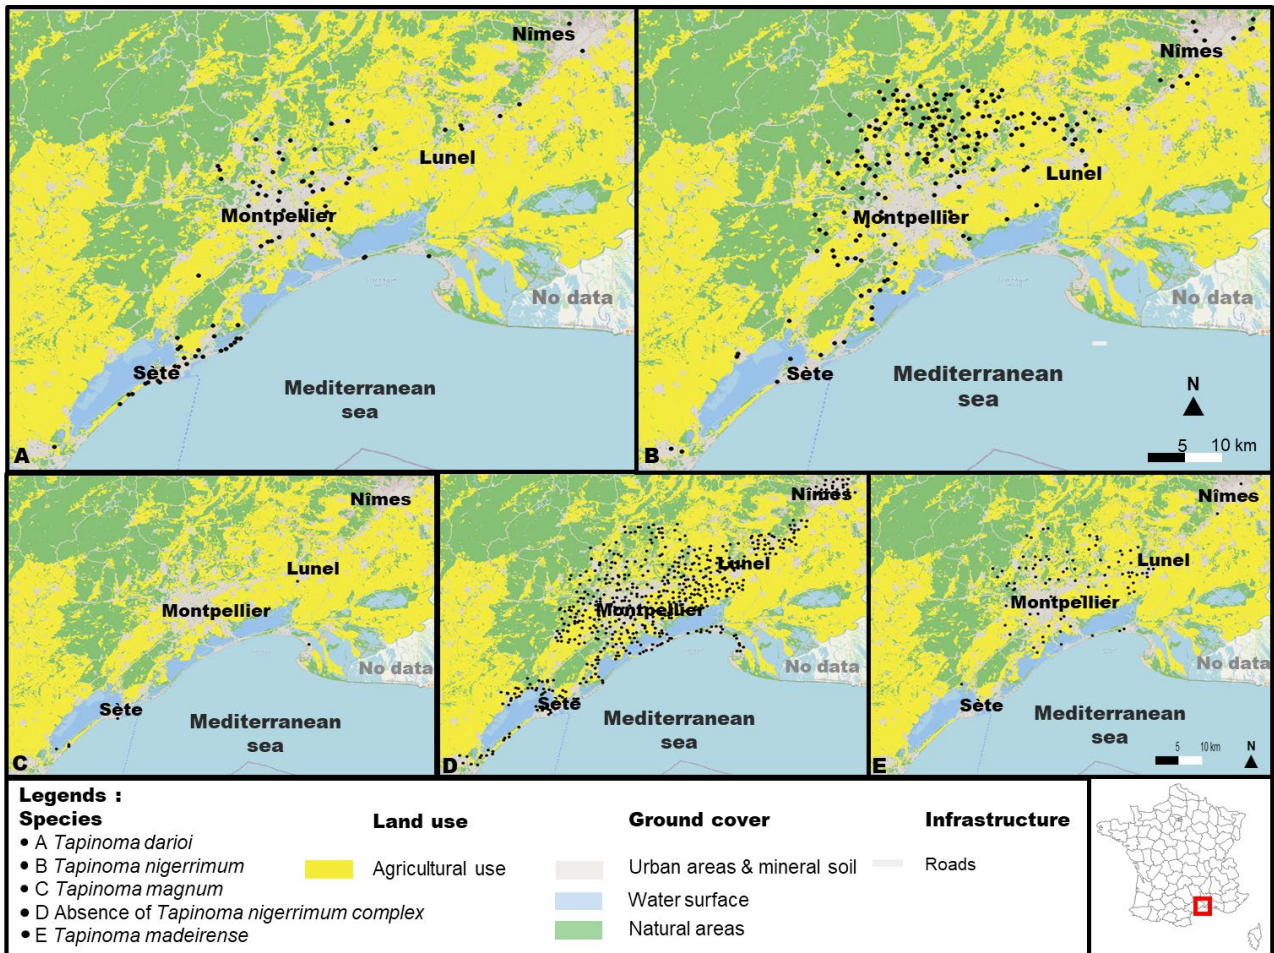 Nîmes
Lunel
Montpellier
No data
Sète
Mediterranean
sea
A
Nîmes
Lunel
Montpellier
No data
Sète
Mediterranean
sea
N
5 10 km
B
Nîmes
Lunel
Montpellier
No data
Sète
Mediterranean
sea
C
Nîmes
Lunel
Montpellier
No data
Sète
Mediterranean
sea
D
Nîmes
Lunel
Montpellier
No data
Sète
Mediterranean
sea
5 10 km N
E
Legends :
Species
• A Tapinoma darioi
• B Tapinoma nigerrimum
• C Tapinoma magnum
• D Absence of Tapinoma nigerrimum complex
• E Tapinoma madeirense
Land use
Agricultural use
Ground cover
Urban areas & mineral soil
Water surface
Natural areas
Infrastructure
Roads